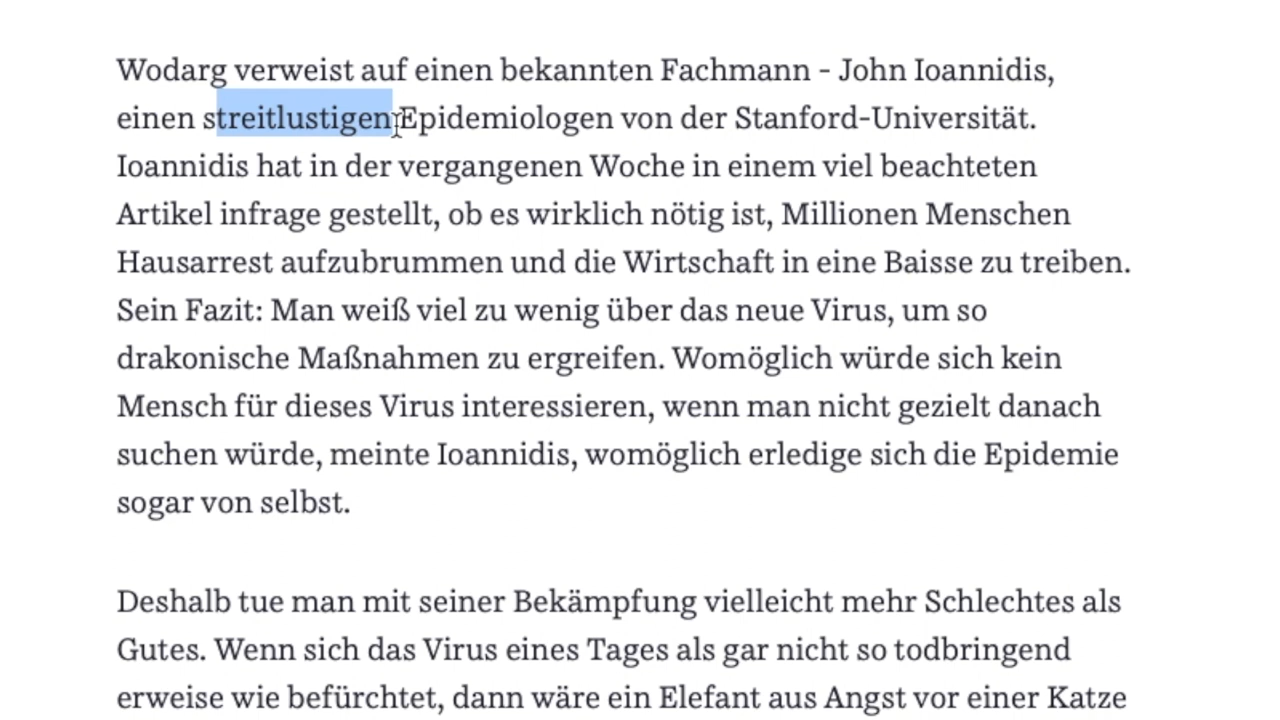 Wodarg verweist auf einen bekannten Fachmann - John Ioannidis,
einen streitlustigen Epidemiologen von der Stanford-Universität.
Ioannidis hat in der vergangenen Woche in einem viel beachteten
Artikel infrage gestellt, ob es wirklich nötig ist, Millionen Menschen
Hausarrest aufzubrummen und die Wirtschaft in eine Baisse zu treiben.
Sein Fazit: Man weiß viel zu wenig über das neue Virus, um so
drakonische Maßnahmen zu ergreifen. Womöglich würde sich kein
Mensch für dieses Virus interessieren, wenn man nicht gezielt danach
suchen würde, meinte Ioannidis, womöglich erledige sich die Epidemie
sogar von selbst.
Deshalb tue man mit seiner Bekämpfung vielleicht mehr Schlechtes als
Gutes. Wenn sich das Virus eines Tages als gar nicht so todbringend
erweise wie befürchtet, dann wäre ein Elefant aus Angst vor einer Katze